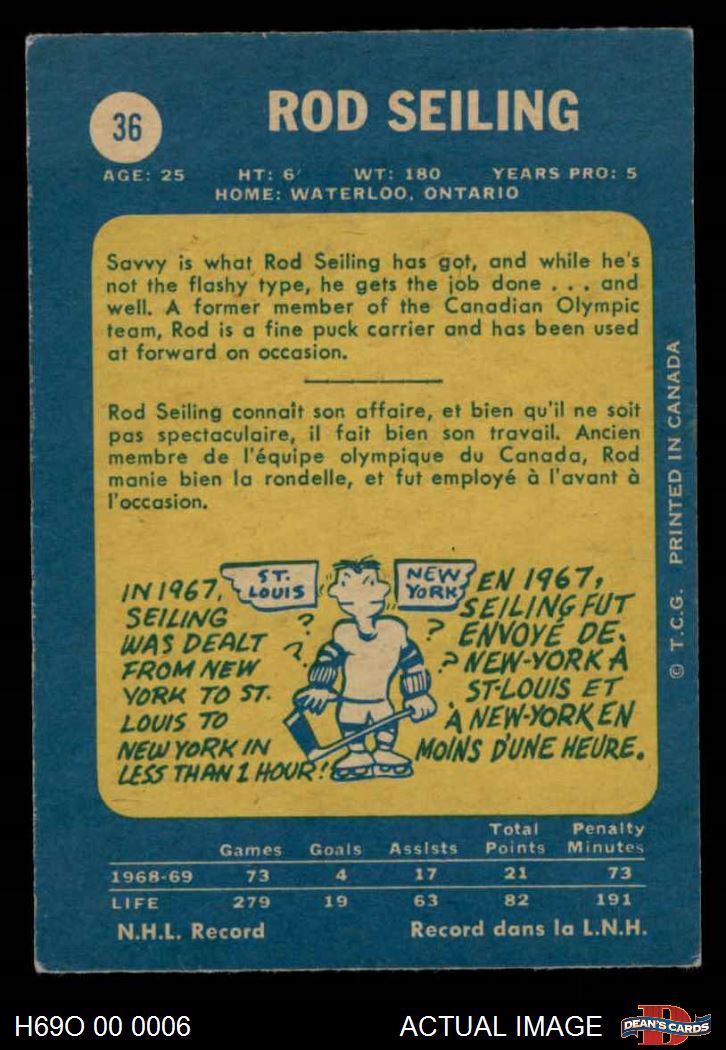 36
ROD SEILING
AGE: 25 HT: 6' WT: 180 YEARS PRO: 5
HOME: WATERLOO, ONTARIO
Savvy is what Rod Seiling has got, and while he's
not the flashy type, he gets the job done . . . and
well. A former member of the Canadian Olympic
team, Rod is a fine puck carrier and has been used
at forward on occasion.
Rod Seiling connaît son affaire, et bien qu'il ne soit
pas spectaculaire, il fait bien son travail. Ancien
membre de l'équipe olympique du Canada, Rod
manie bien la rondelle, et fut employé à l'avant à
l'occasion.
IN 1967,
SEILING
WAS DEALT
FROM NEW
YORK TO ST.
LOUIS TO
NEW YORK IN
LESS THAN 1 HOUR!
ST.
LOUIS
NEW
YORK
? ? ? ?
EN 1967,
SEILING FUT
ENVOYÉ DE
NEW-YORK À
ST-LOUIS ET
À NEW-YORK EN
MOINS D'UNE HEURE.
© T.C.G. PRINTED IN CANADA
Games Goals Assists Total Points Penalty Minutes
1968-69 73 4 17 21 73
LIFE 279 19 63 82 191
N.H.L. Record Record dans la L.N.H.
H69O 00 0006 ACTUAL IMAGE
D
DEAN'S CARDS